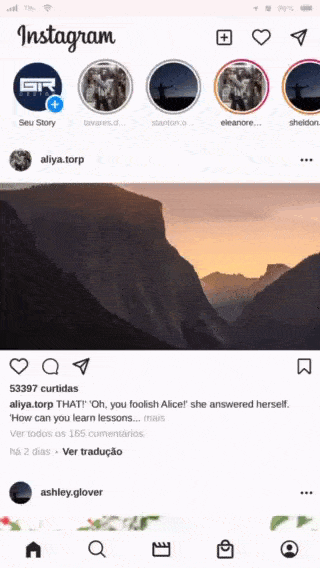 Instagram
GTR
Seu Story
tavares.d...
stanton.o...
eleanore...
sheldon.
aliya.torp
53397 curtidas
aliya.torp THAT!' 'Oh, you foolish Alice!' she answered herself.
'How can you learn lessons... mais
Ver todos os 165 comentários
há 2 dias • Ver tradução
ashley.glover